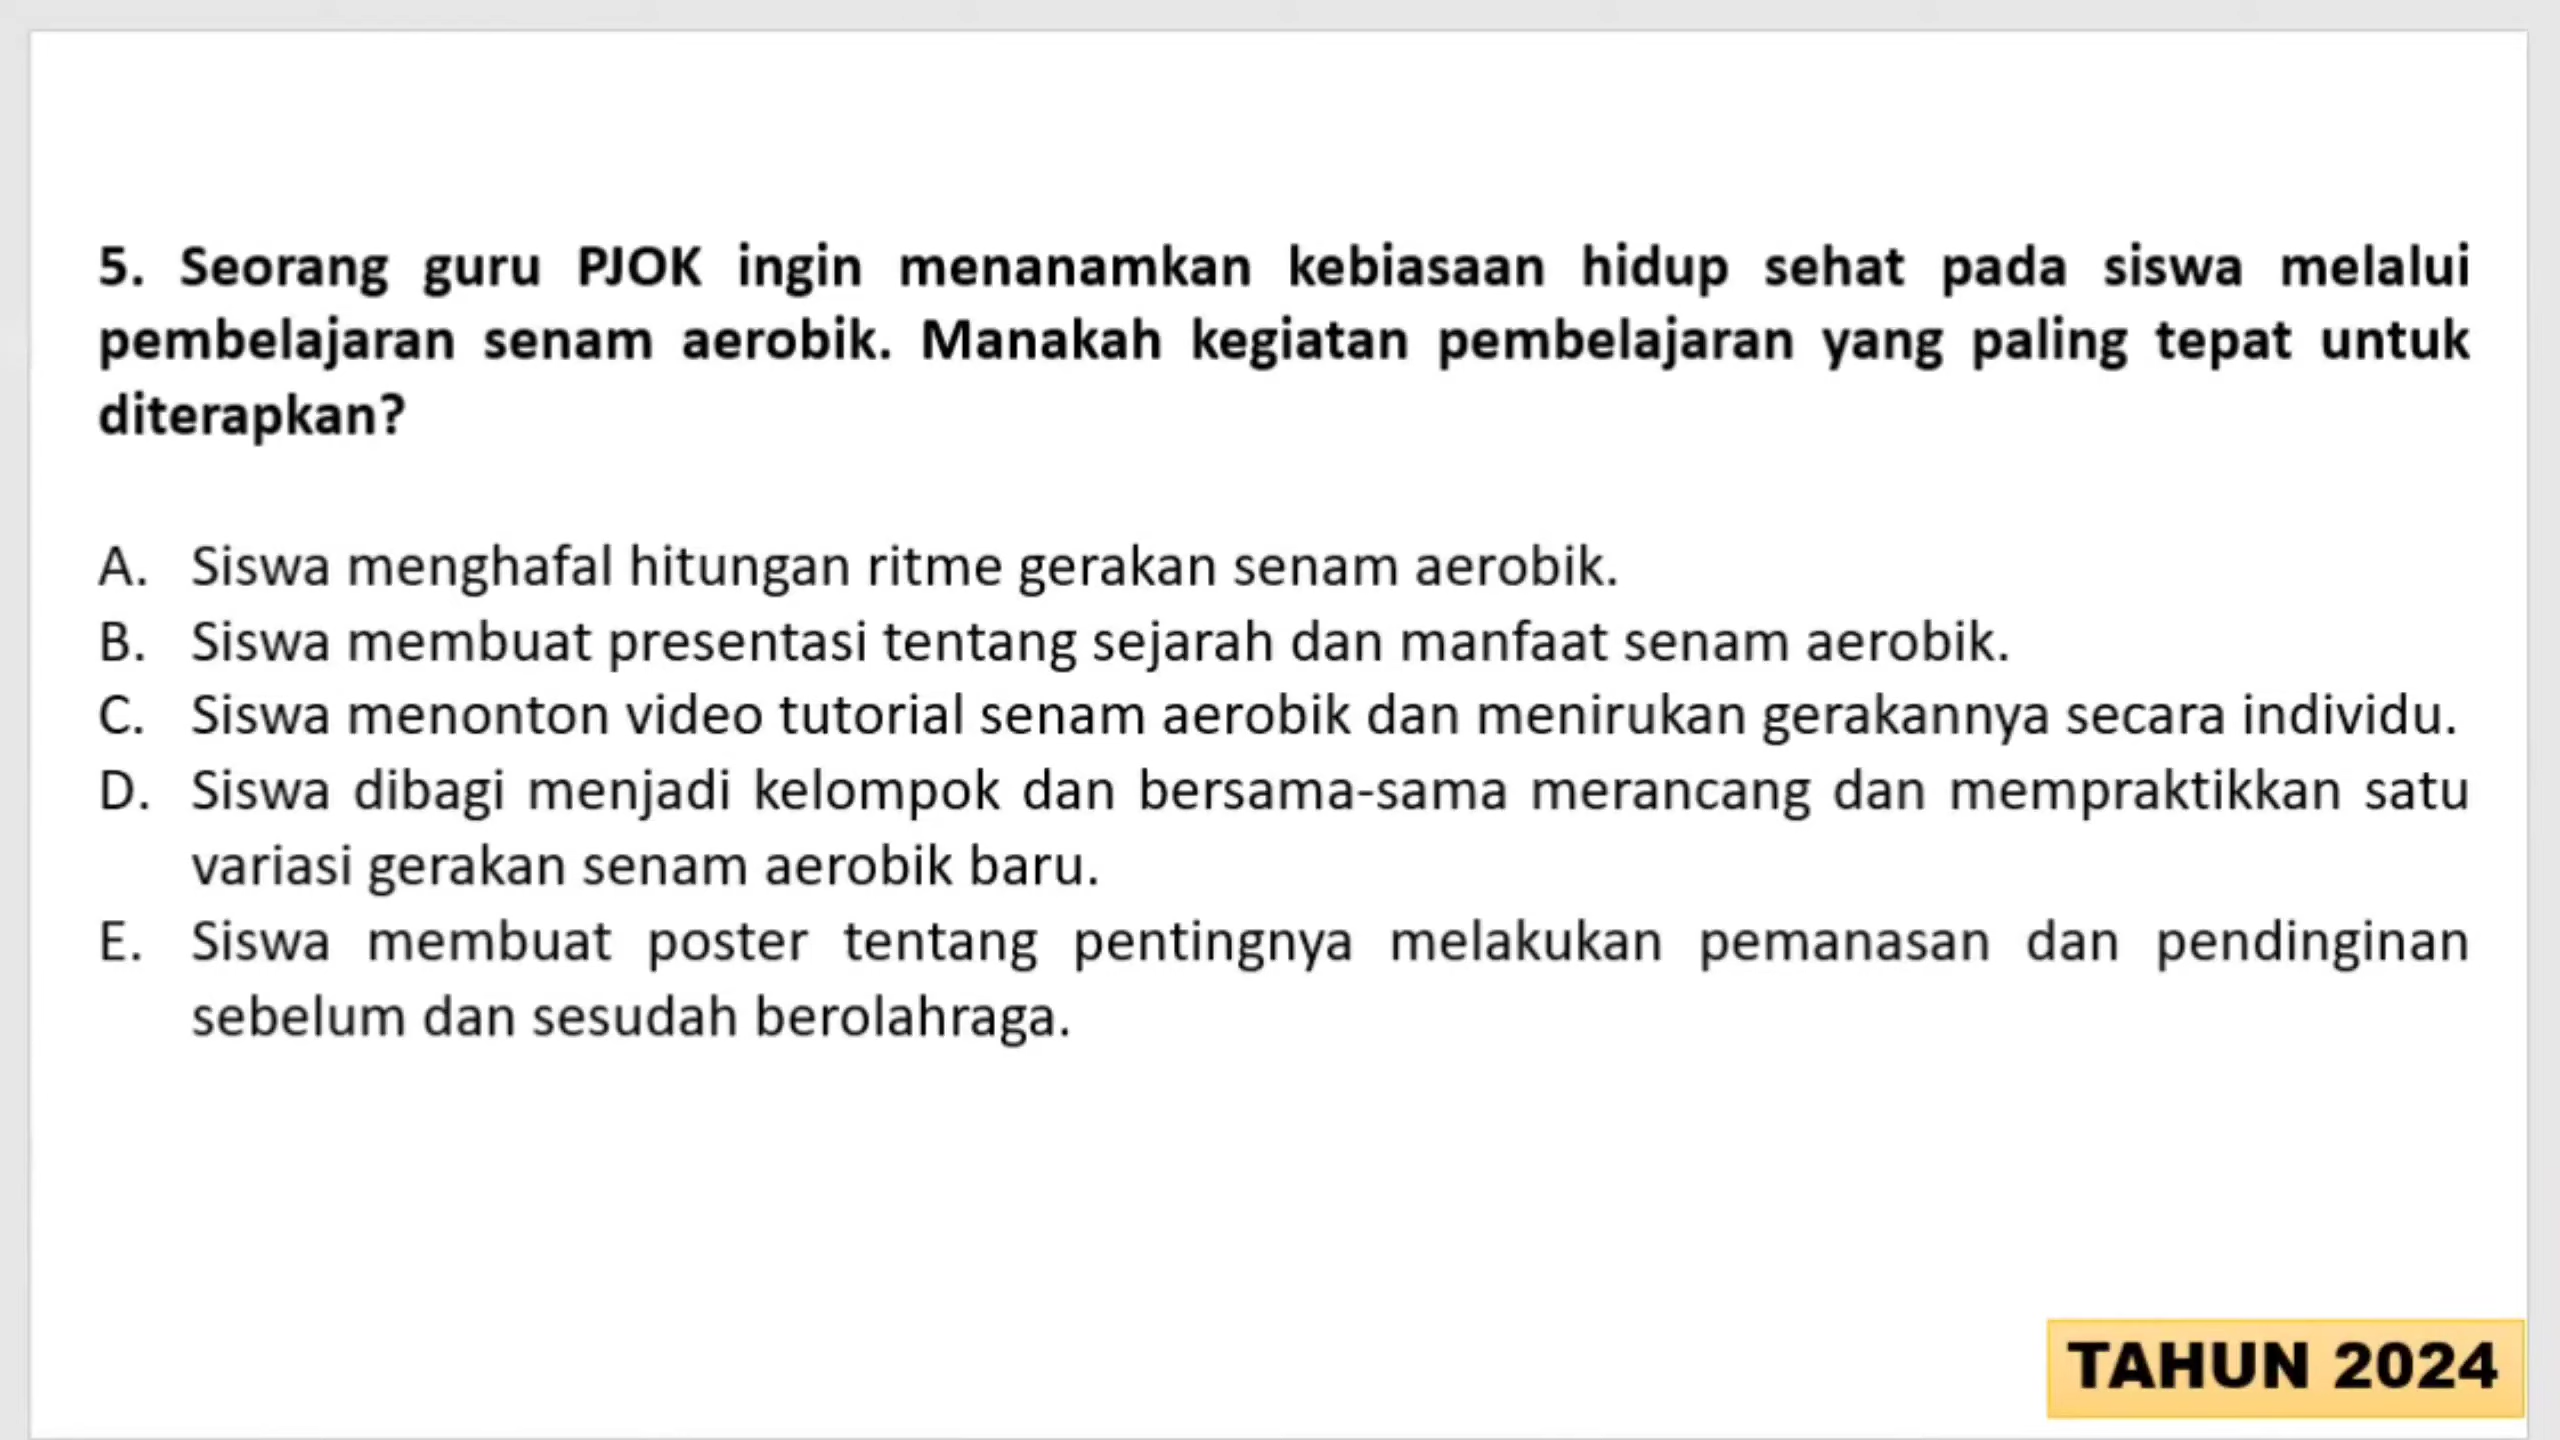 5. Seorang guru PJOK ingin menanamkan kebiasaan hidup sehat pada siswa melalui
pembelajaran senam aerobik. Manakah kegiatan pembelajaran yang paling tepat untuk
diterapkan?
A. Siswa menghafal hitungan ritme gerakan senam aerobik.
B. Siswa membuat presentasi tentang sejarah dan manfaat senam aerobik.
C. Siswa menonton video tutorial senam aerobik dan menirukan gerakannya secara individu.
D. Siswa dibagi menjadi kelompok dan bersama-sama merancang dan mempraktikkan satu
variasi gerakan senam aerobik baru.
E. Siswa membuat poster tentang pentingnya melakukan pemanasan dan pendinginan
sebelum dan sesudah berolahraga.
TAHUN 2024